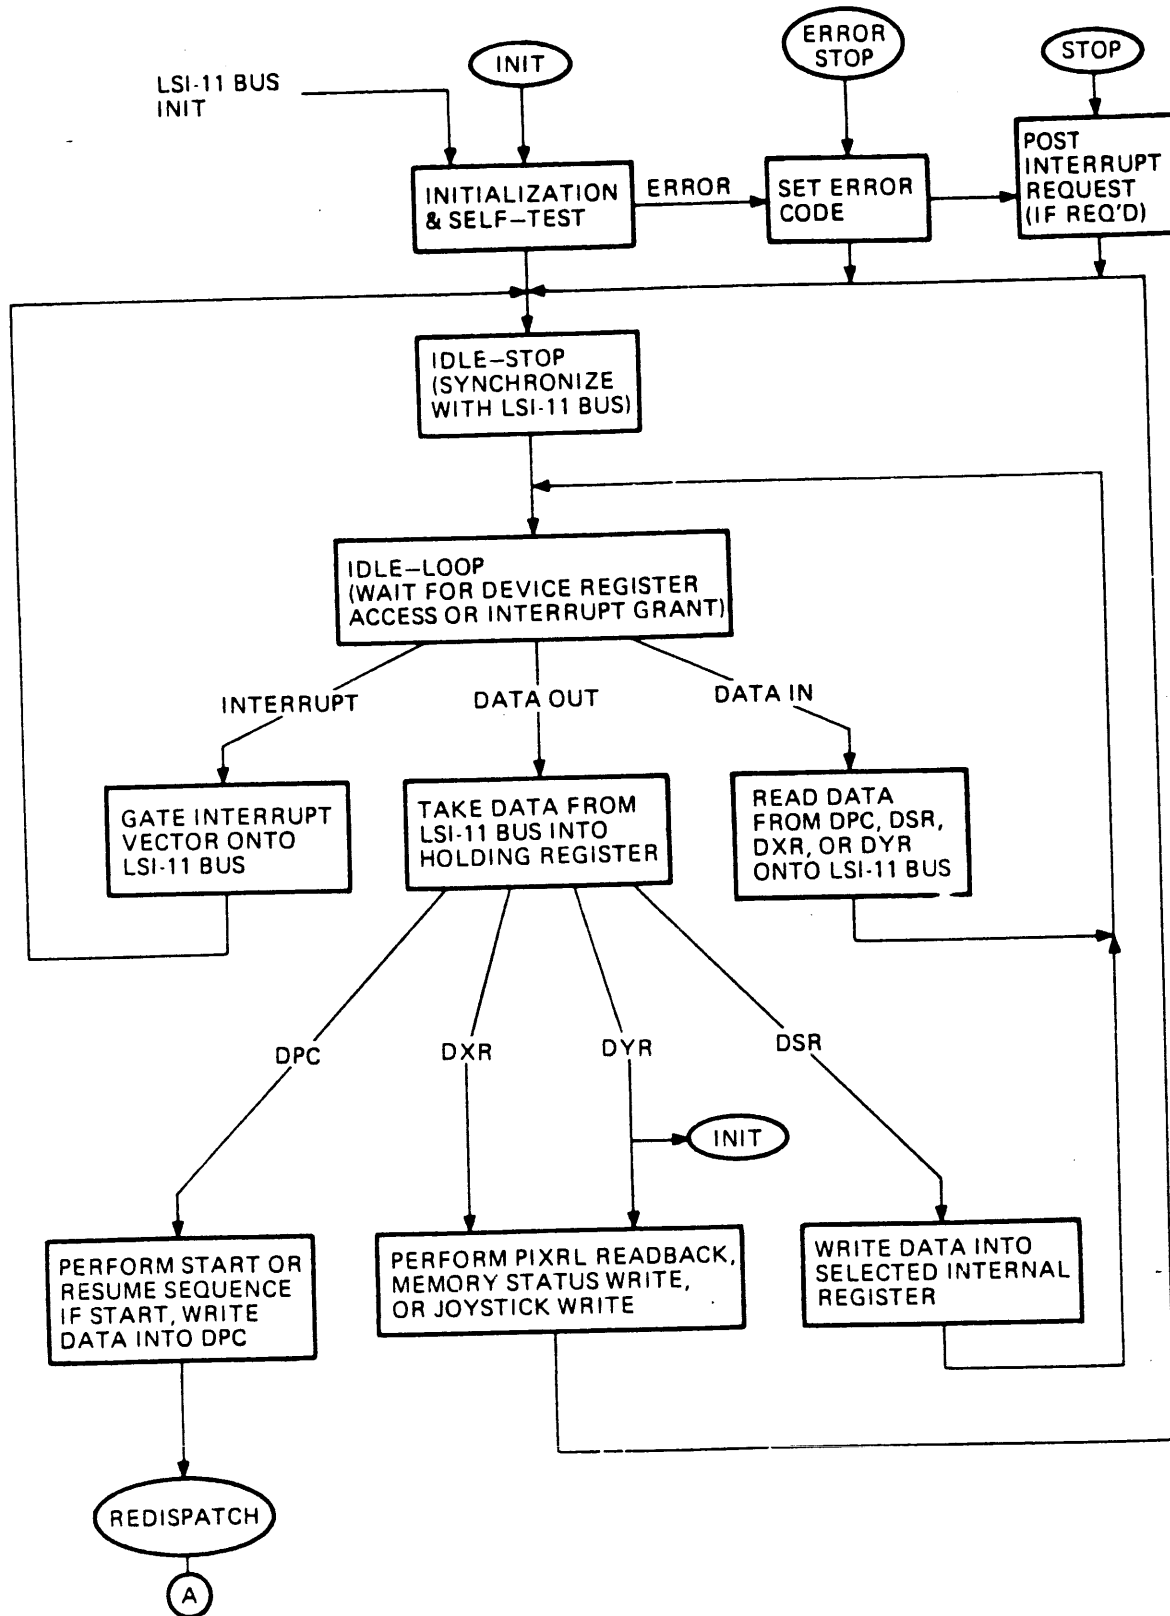 INIT
ERROR
STOP
STOP
LSI-11 BUS
INIT
INITIALIZATION
& SELF-TEST
ERROR
SET ERROR
CODE
POST
INTERRUPT
REQUEST
(IF REQ'D)
IDLE-STOP
(SYNCHRONIZE
WITH LSI-11 BUS)
IDLE-LOOP
(WAIT FOR DEVICE REGISTER
ACCESS OR INTERRUPT GRANT)
INTERRUPT
DATA OUT
DATA IN
GATE INTERRUPT
VECTOR ONTO
LSI-11 BUS
TAKE DATA FROM
LSI-11 BUS INTO
HOLDING REGISTER
READ DATA
FROM DPC, DSR,
DXR, OR DYR
ONTO LSI-11 BUS
DPC
DXR
DYR
DSR
INIT
PERFORM START OR
RESUME SEQUENCE
IF START, WRITE
DATA INTO DPC
PERFORM PIXRL READBACK,
MEMORY STATUS WRITE,
OR JOYSTICK WRITE
WRITE DATA INTO
SELECTED INTERNAL
REGISTER
REDISPATCH
A